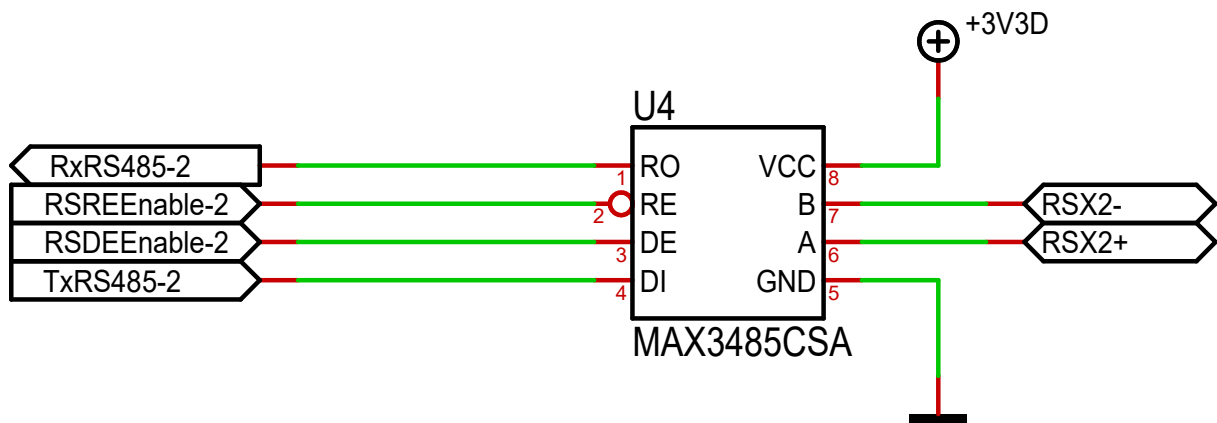 +3V3D
U4
RxRS485-2
1
RO
VCC
8
RSREEnable-2
2
RE
B
7
RSX2-
RSDEEnable-2
3
DE
A
6
RSX2+
TxRS485-2
4
DI
GND
5
MAX3485CSA